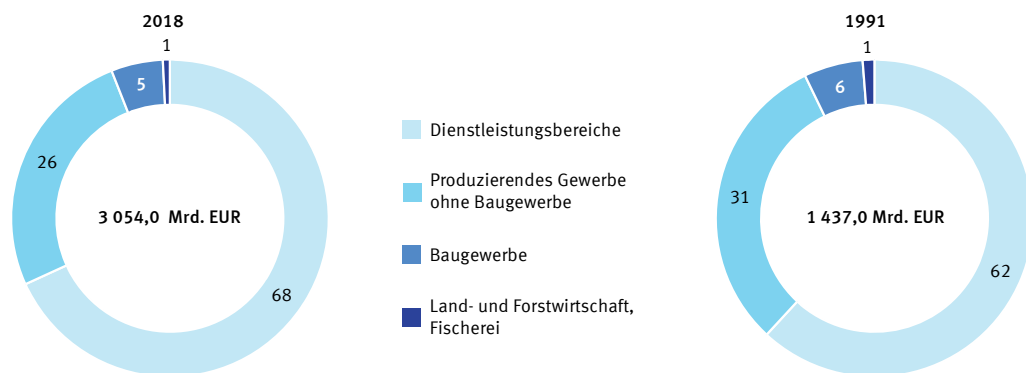 2018
1
5
26
3 054,0 Mrd. EUR
68
Dienstleistungsbereiche
Produzierendes Gewerbe
ohne Baugewerbe
Baugewerbe
Land- und Forstwirtschaft,
Fischerei
1991
1
6
31
1 437,0 Mrd. EUR
62